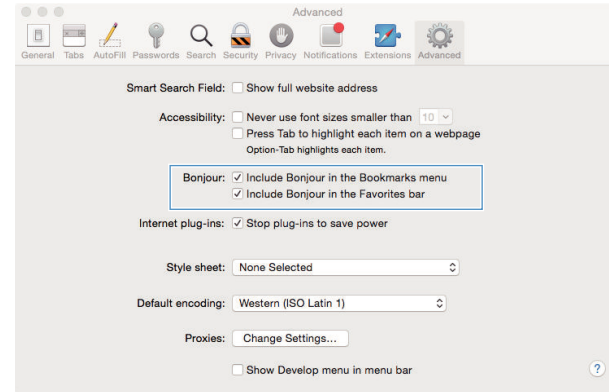 Advanced
General Tabs AutoFill Passwords Search Security Privacy Notifications Extensions Advanced
Smart Search Field: Show full website address
Accessibility: Never use font sizes smaller than 10
Press Tab to highlight each item on a webpage
Option-Tab highlights each item.
Bonjour: Include Bonjour in the Bookmarks menu
Include Bonjour in the Favorites bar
Internet plug-ins: Stop plug-ins to save power
Style sheet: None Selected
Default encoding: Western (ISO Latin 1)
Proxies: Change Settings...
Show Develop menu in menu bar
?